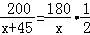 200/(x+45) = 180/x * 1/2